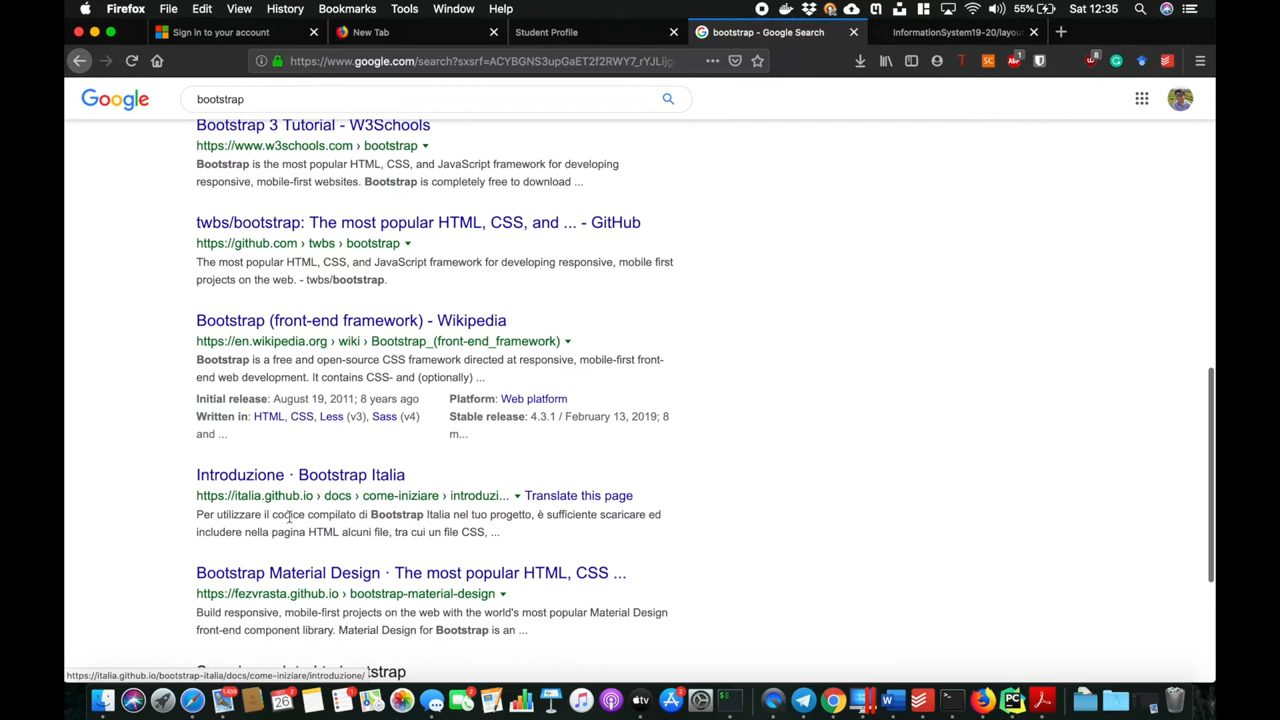 Firefox File Edit View History Bookmarks Tools Window Help 55% Sat 12:35
Sign in to your account New Tab Student Profile bootstrap - Google Search InformationSystem19-20/layou
https://www.google.com/search?sxsrf=ACYBGNS3upGaET2f2RWY7_rYJLijg
Google bootstrap
Bootstrap 3 Tutorial - W3Schools
https://www.w3schools.com › bootstrap
Bootstrap is the most popular HTML, CSS, and JavaScript framework for developing
responsive, mobile-first websites. Bootstrap is completely free to download ...
twbs/bootstrap: The most popular HTML, CSS, and ... - GitHub
https://github.com › twbs › bootstrap
The most popular HTML, CSS, and JavaScript framework for developing responsive, mobile first
projects on the web. - twbs/bootstrap.
Bootstrap (front-end framework) - Wikipedia
https://en.wikipedia.org › wiki › Bootstrap_(front-end_framework)
Bootstrap is a free and open-source CSS framework directed at responsive, mobile-first front-
end web development. It contains CSS- and (optionally) ...
Initial release: August 19, 2011; 8 years ago Platform: Web platform
Written in: HTML, CSS, Less (v3), Sass (v4) Stable release: 4.3.1 / February 13, 2019; 8
and ... m...
Introduzione · Bootstrap Italia
https://italia.github.io › docs › come-iniziare › introduzi... Translate this page
Per utilizzare il codice compilato di Bootstrap Italia nel tuo progetto, è sufficiente scaricare ed
includere nella pagina HTML alcuni file, tra cui un file CSS, ...
Bootstrap Material Design · The most popular HTML, CSS ...
https://fezvrasta.github.io › bootstrap-material-design
Build responsive, mobile-first projects on the web with the world's most popular Material Design
front-end component library. Material Design for Bootstrap is an ...
https://italia.github.io/bootstrap-italia/docs/come-iniziare/introduzione/